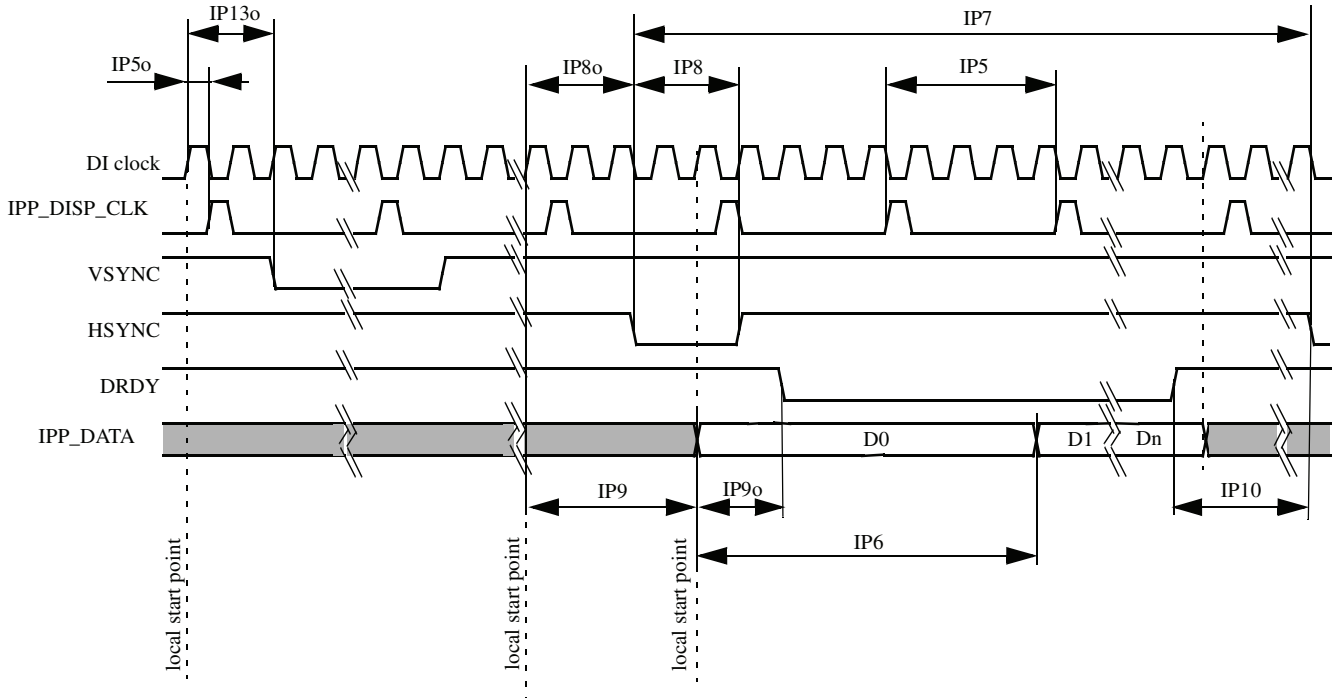 IP13o
IP7
IP5o
IP8o
IP8
IP5
DI clock
IPP_DISP_CLK
VSYNC
HSYNC
DRDY
IPP_DATA
D0
D1
Dn
IP9
IP9o
IP10
IP6
local start point
local start point
local start point